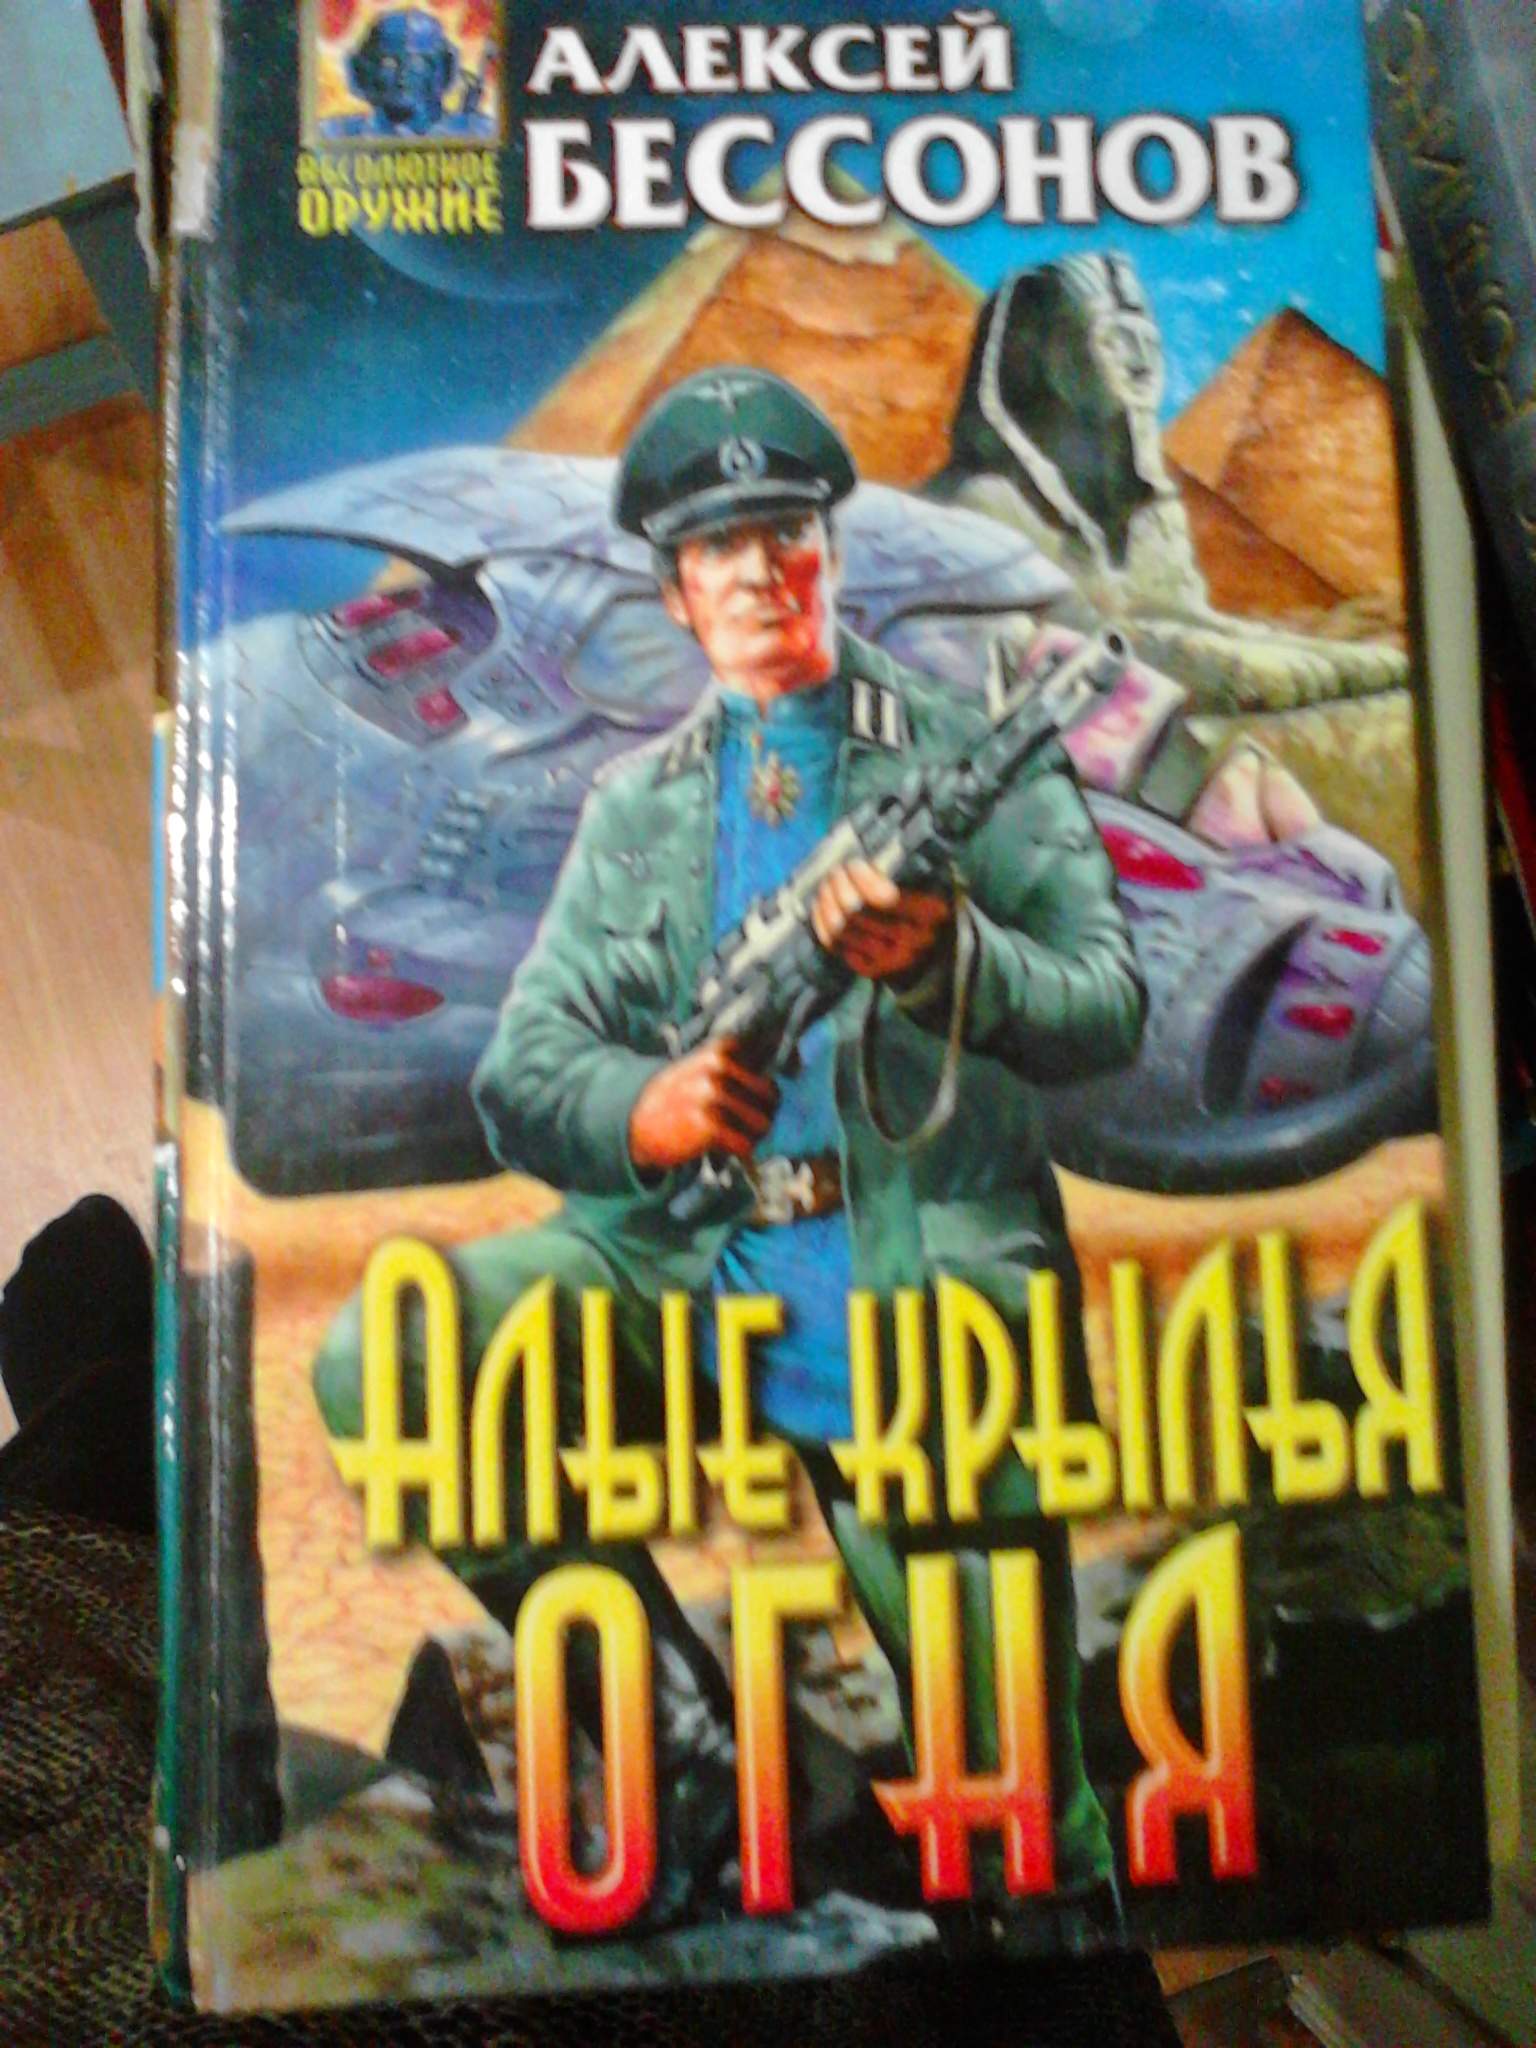 АЛЕКСЕЙ
БЕССОНОВ
АБСОЛЮТНОЕ
ОРУЖИЕ
АЛЫЕ КРЫЛЬЯ
ОГНЯ